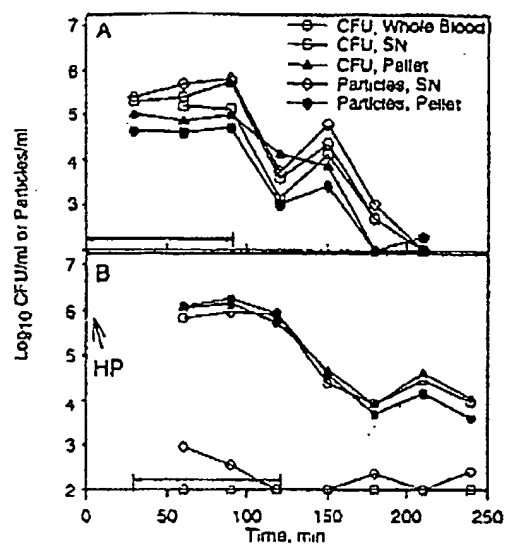 A
CFU, Whole Blood
CFU, SN
CFU, Pellet
Particles, SN
Particles, Pellet
7
6
5
4
3
Log10 CFU/ml or Particles/ml
B
HP
7
6
5
4
3
2
0
50
100
150
200
250
Time, min